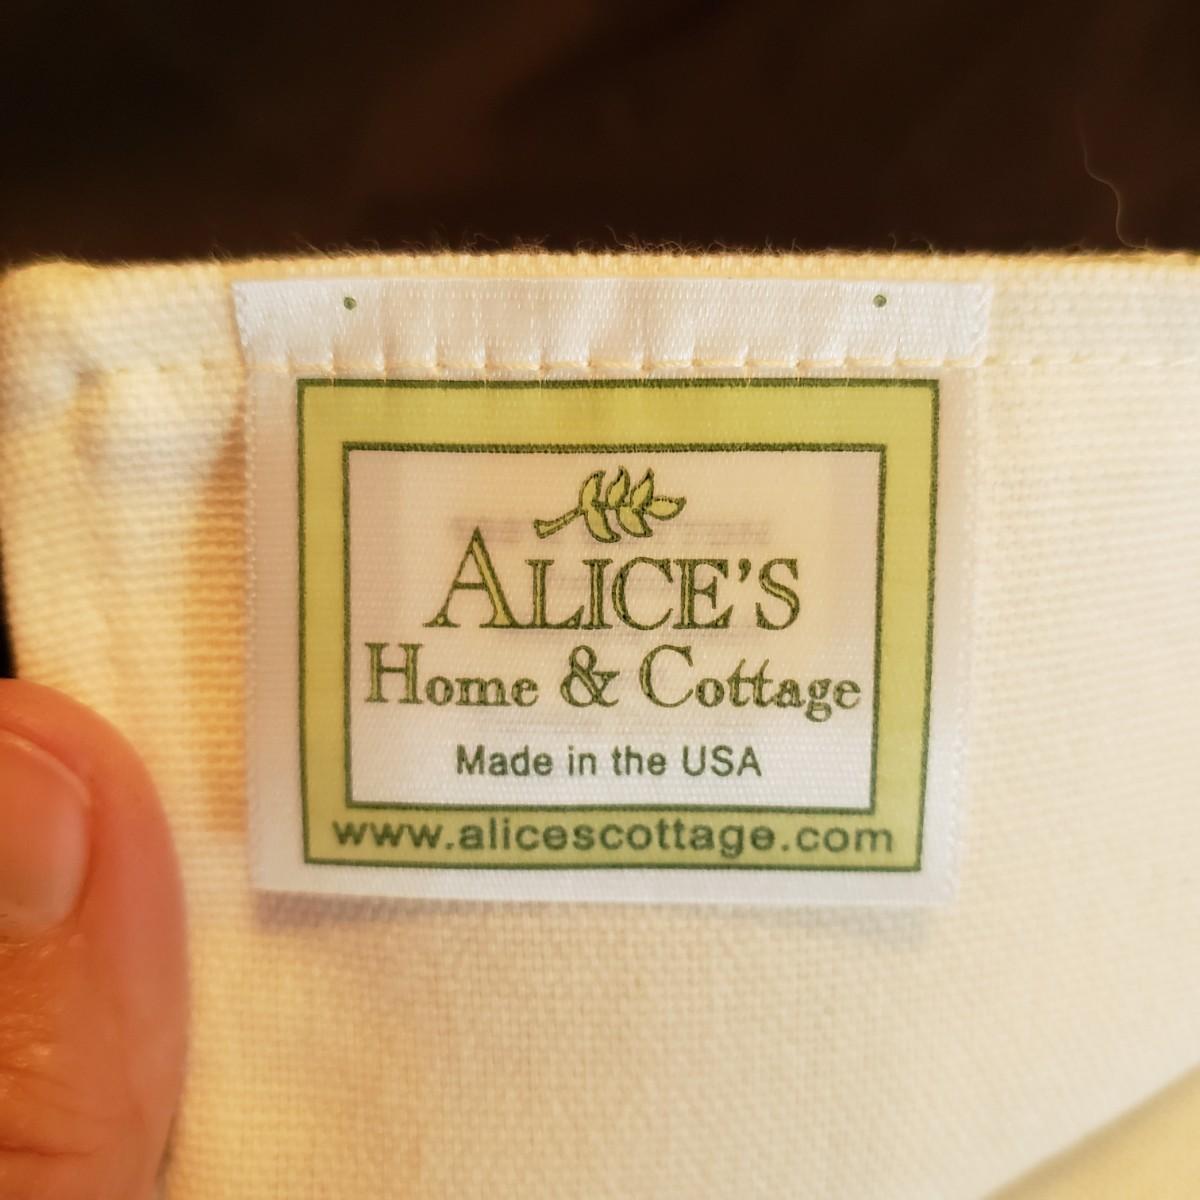 ALICE'S
Home & Cottage
Made in the USA
www.alicescottage.com